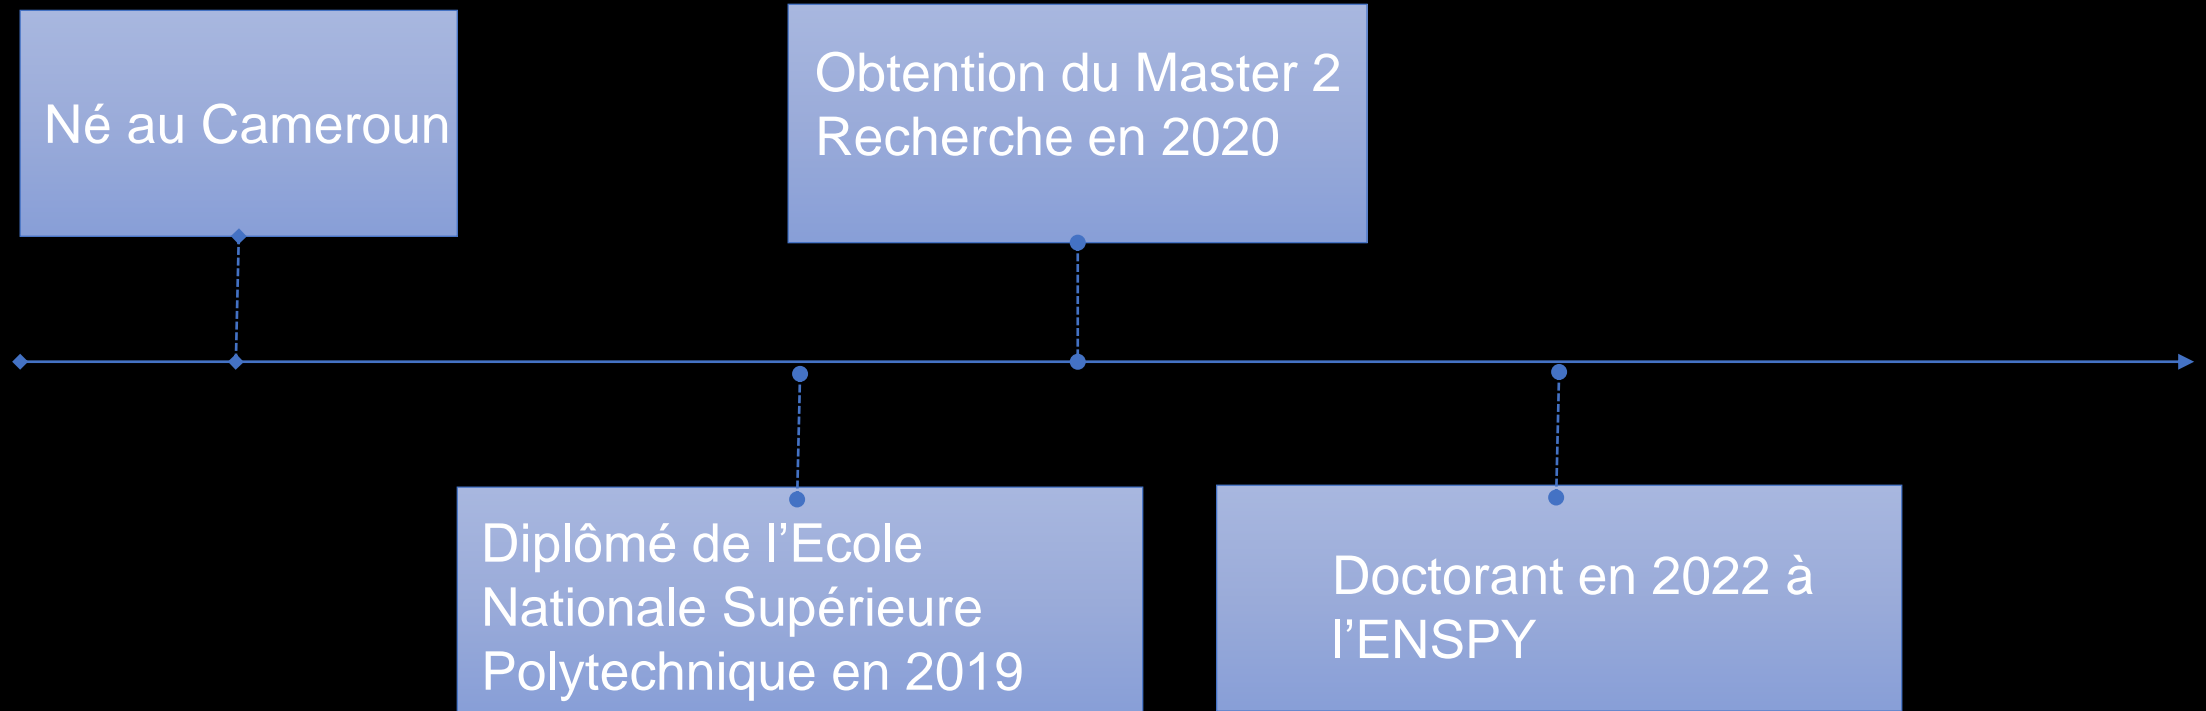 Né au Cameroun
Obtention du Master 2
Recherche en 2020
Diplômé de l’Ecole
Nationale Supérieure
Polytechnique en 2019
Doctorant en 2022 à
l’ENSPY